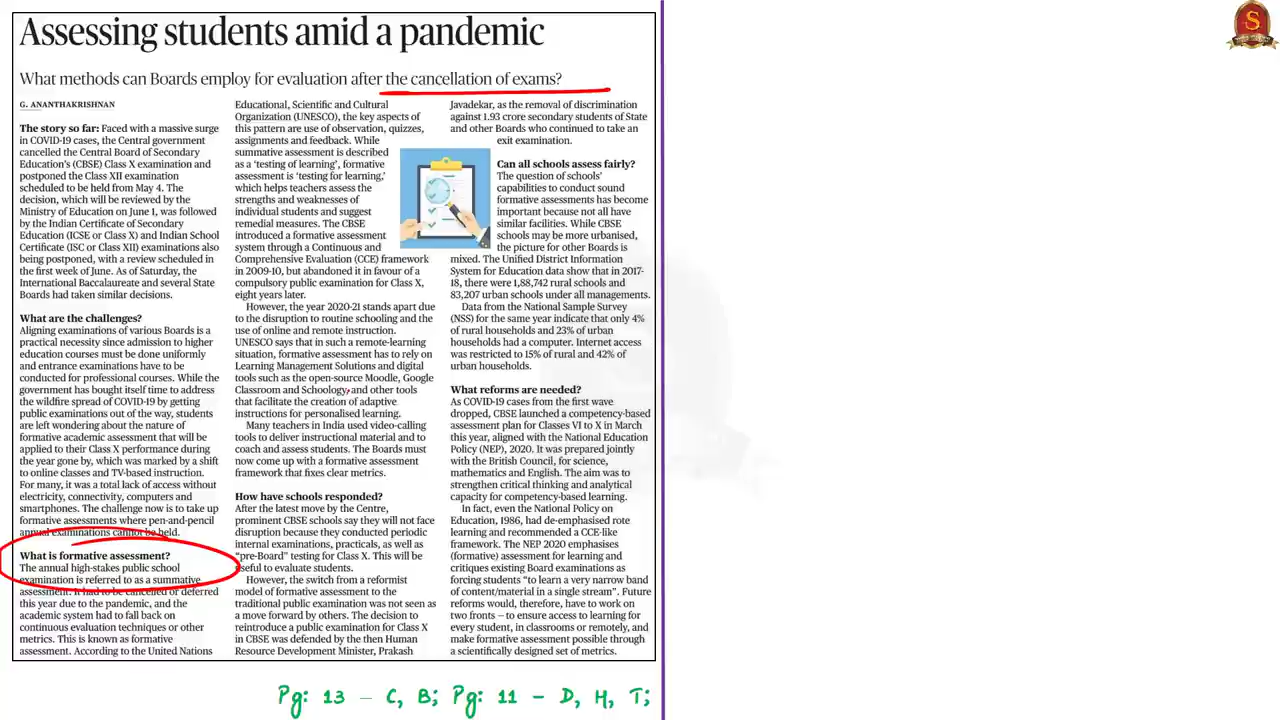 Assessing students amid a pandemic
What methods can Boards employ for evaluation after the cancellation of exams?
G. ANANTHAKRISHNAN
The story so far: Faced with a massive surge
in COVID-19 cases, the Central government
cancelled the Central Board of Secondary
Education's (CBSE) Class X examination and
postponed the Class XII examination
scheduled to be held from May 4. The
decision, which will be reviewed by the
Ministry of Education on June 1, was followed
by the Indian Certificate of Secondary
Education (ICSE or Class X) and Indian School
Certificate (ISC or Class XII) examinations also
being postponed, with a review scheduled in
the first week of June. As of Saturday, the
International Baccalaureate and several State
Boards had taken similar decisions.
What are the challenges?
Aligning examinations of various Boards is a
practical necessity since admission to higher
education courses must be done uniformly
and entrance examinations have to be
conducted for professional courses. While the
government has bought itself time to address
the wildfire spread of COVID-19 by getting
public examinations out of the way, students
are left wondering about the nature of
formative academic assessment that will be
applied to their Class X performance during
the year gone by, which was marked by a shift
to online classes and TV-based instruction.
For many, it was a total lack of access without
electricity, connectivity, computers and
smartphones. The challenge now is to take up
formative assessments where pen-and-pencil
annual examinations cannot be held.
What is formative assessment?
The annual high-stakes public school
examination is referred to as a summative
assessment. It had to be cancelled or deferred
this year due to the pandemic, and the
academic system had to fall back on
continuous evaluation techniques or other
metrics. This is known as formative
assessment. According to the United Nations
Educational, Scientific and Cultural
Organization (UNESCO), the key aspects of
this pattern are use of observation, quizzes,
assignments and feedback. While
summative assessment is described
as a 'testing of learning', formative
assessment is 'testing for learning,'
which helps teachers assess the
strengths and weaknesses of
individual students and suggest
remedial measures. The CBSE
introduced a formative assessment
system through a Continuous and
Comprehensive Evaluation (CCE) framework
in 2009-10, but abandoned it in favour of a
compulsory public examination for Class X,
eight years later.
However, the year 2020-21 stands apart due
to the disruption to routine schooling and the
use of online and remote instruction.
UNESCO says that in such a remote-learning
situation, formative assessment has to rely on
Learning Management Solutions and digital
tools such as the open-source Moodle, Google
Classroom and Schoology, and other tools
that facilitate the creation of adaptive
instructions for personalised learning.
Many teachers in India used video-calling
tools to deliver instructional material and to
coach and assess students. The Boards must
now come up with a formative assessment
framework that fixes clear metrics.
How have schools responded?
After the latest move by the Centre,
prominent CBSE schools say they will not face
disruption because they conducted periodic
internal examinations, practicals, as well as
"pre-Board" testing for Class X. This will be
useful to evaluate students.
However, the switch from a reformist
model of formative assessment to the
traditional public examination was not seen as
a move forward by others. The decision to
reintroduce a public examination for Class X
in CBSE was defended by the then Human
Resource Development Minister, Prakash
Javadekar, as the removal of discrimination
against 1.93 crore secondary students of State
and other Boards who continued to take an
exit examination.
Can all schools assess fairly?
The question of schools'
capabilities to conduct sound
formative assessments has become
important because not all have
similar facilities. While CBSE
schools may be more urbanised,
the picture for other Boards is
mixed. The Unified District Information
System for Education data show that in 2017-
18, there were 1,88,742 rural schools and
83,207 urban schools under all managements.
Data from the National Sample Survey
(NSS) for the same year indicate that only 4%
of rural households and 23% of urban
households had a computer. Internet access
was restricted to 15% of rural and 42% of
urban households.
What reforms are needed?
As COVID-19 cases from the first wave
dropped, CBSE launched a competency-based
assessment plan for Classes VI to X in March
this year, aligned with the National Education
Policy (NEP), 2020. It was prepared jointly
with the British Council, for science,
mathematics and English. The aim was to
strengthen critical thinking and analytical
capacity for competency-based learning.
In fact, even the National Policy on
Education, 1986, had de-emphasised rote
learning and recommended a CCE-like
framework. The NEP 2020 emphasises
(formative) assessment for learning and
critiques existing Board examinations as
forcing students "to learn a very narrow band
of content/material in a single stream". Future
reforms would, therefore, have to work on
two fronts — to ensure access to learning for
every student, in classrooms or remotely, and
make formative assessment possible through
a scientifically designed set of metrics.
Pg: 13 – C, B; Pg: 11 – D, H, T;
S